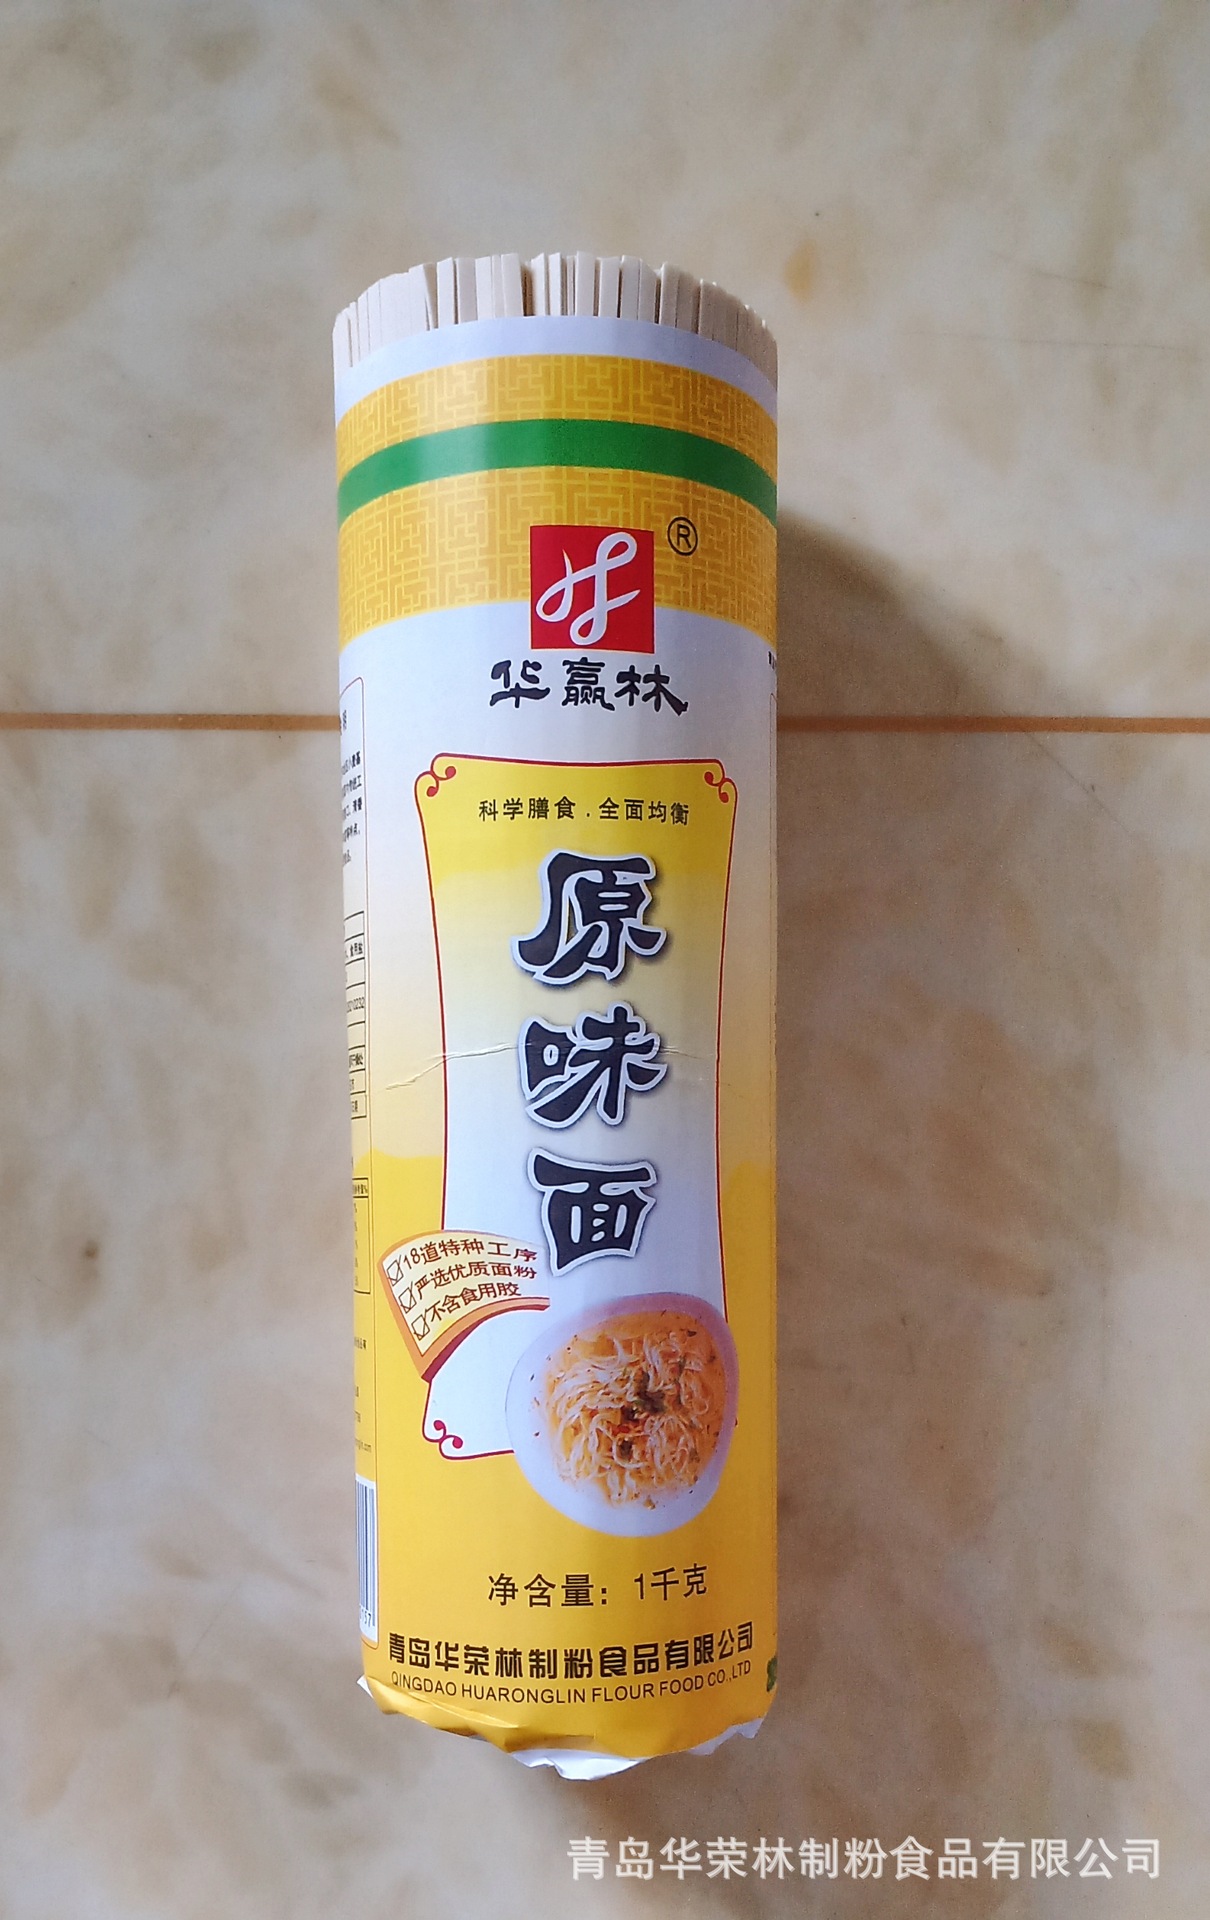 ®
华赢林
科学膳食.全面均衡
原味面
18道特种工序
严选优质面粉
不含食用胶
净含量：1千克
青岛华荣林制粉食品有限公司
QINGDAO HUARONGLIN FLOUR FOOD CO.,LTD
青岛华荣林制粉食品有限公司